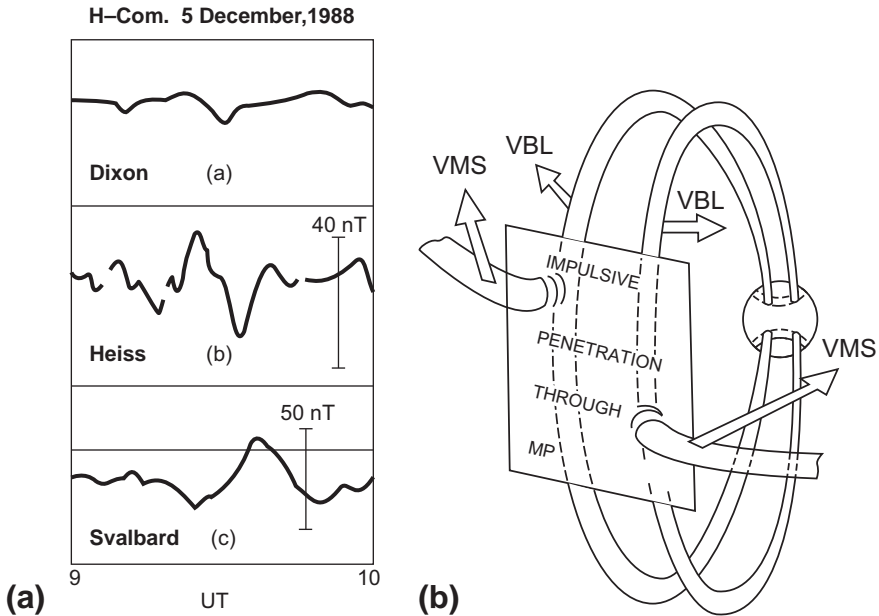 H–Com. 5 December,1988
Dixon (a)
40 nT
Heiss (b)
50 nT
Svalbard (c)
9 10
UT
(a)
VMS
VBL
VBL
IMPULSIVE
PENETRATION
THROUGH
MP
VMS
(b)